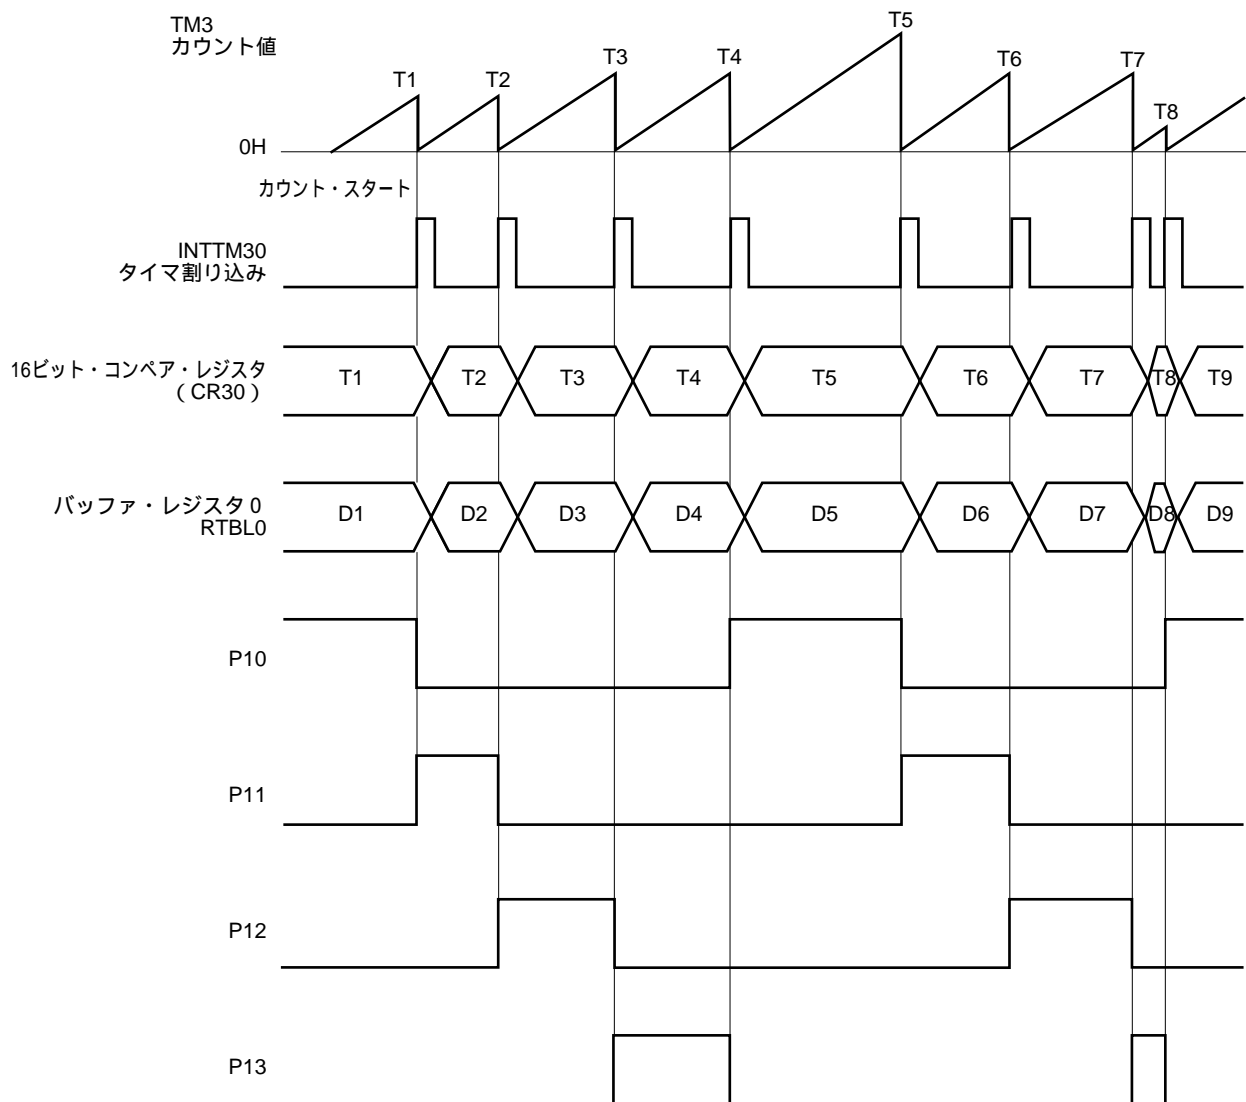 TM3
カウント値
T1
T2
T3
T4
T5
T6
T7
T8
0H
カウント・スタート
INTTM30
タイマ割り込み
16ビット・コンペア・レジスタ
(CR30)
T1 T2 T3 T4 T5 T6 T7 T8 T9
バッファ・レジスタ0
RTBL0
D1 D2 D3 D4 D5 D6 D7 D8 D9
P10
P11
P12
P13